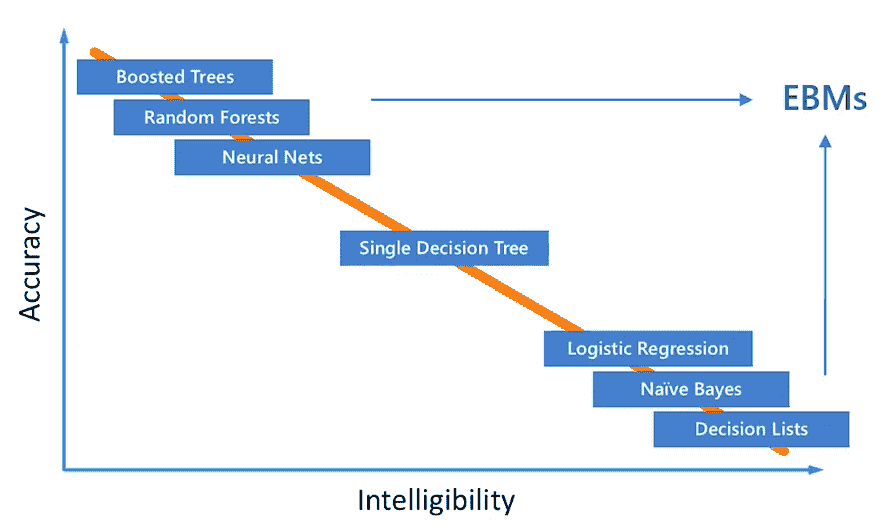 Boosted Trees
EBMs
Random Forests
Neural Nets
Single Decision Tree
Logistic Regression
Naïve Bayes
Decision Lists
Accuracy
Intelligibility